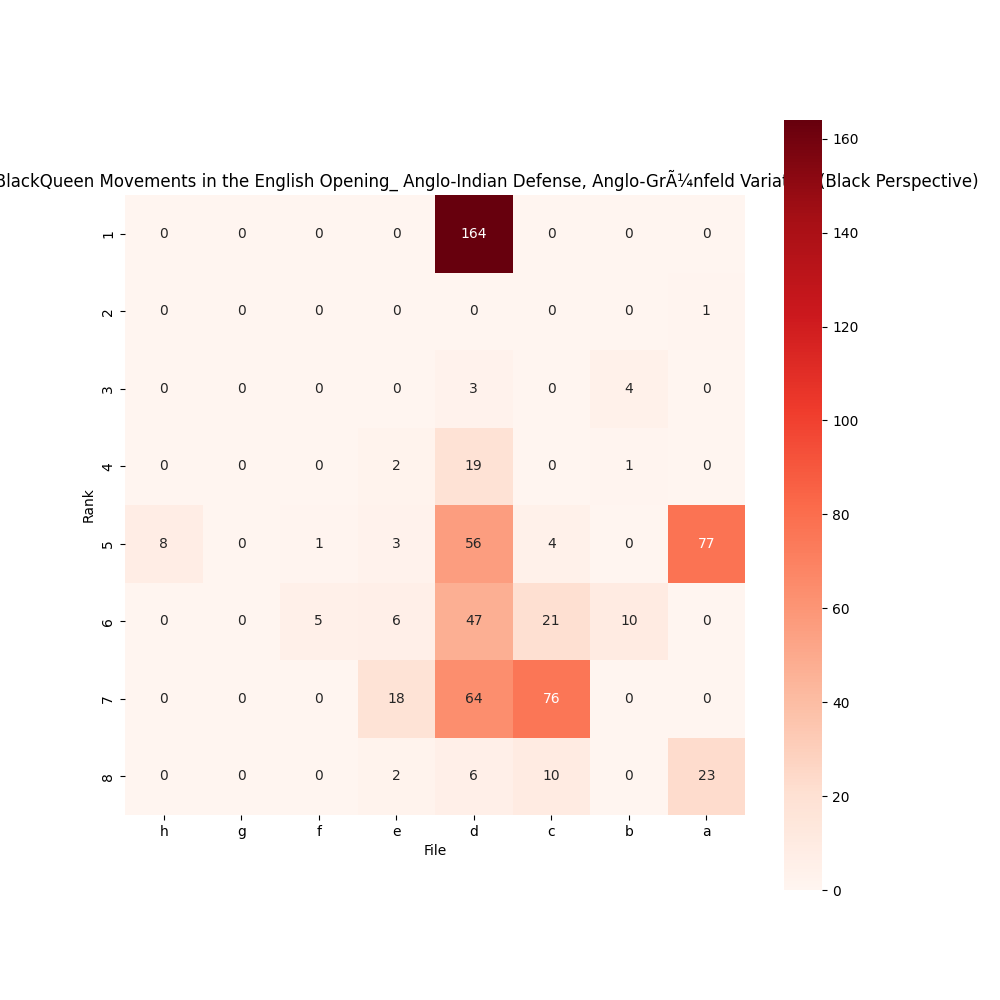 BlackQueen Movements in the English Opening_ Anglo-Indian Defense, Anglo-GrÃ¼nfeld Variat (Black Perspective)
Rank
1 0 0 0 0 164 0 0 0
2 0 0 0 0 0 0 0 1
3 0 0 0 0 3 0 4 0
4 0 0 0 2 19 0 1 0
5 8 0 1 3 56 4 0 77
6 0 0 5 6 47 21 10 0
7 0 0 0 18 64 76 0 0
8 0 0 0 2 6 10 0 23
h g f e d c b a
File
160
140
120
100
80
60
40
20
0